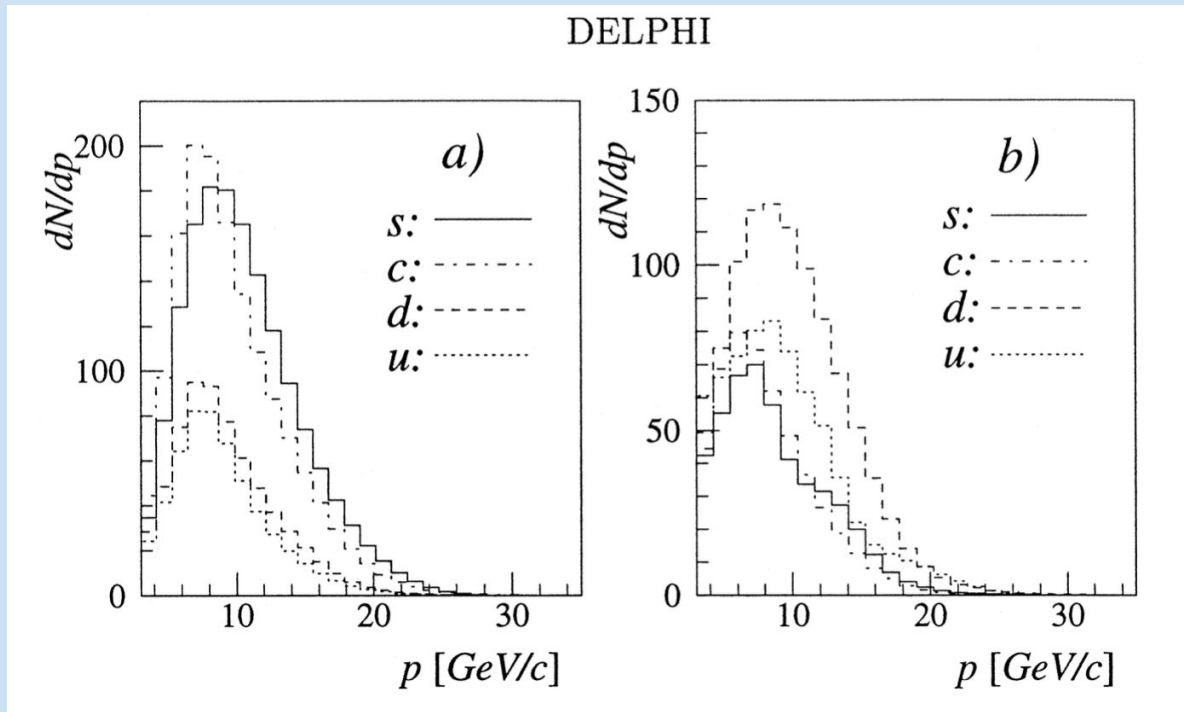 DELPHI
dN/dp
200
100
0
10
20
30
p [GeV/c]
a)
s:
c:
d:
u:
dN/dp
150
100
50
0
10
20
30
p [GeV/c]
b)
s:
c:
d:
u: